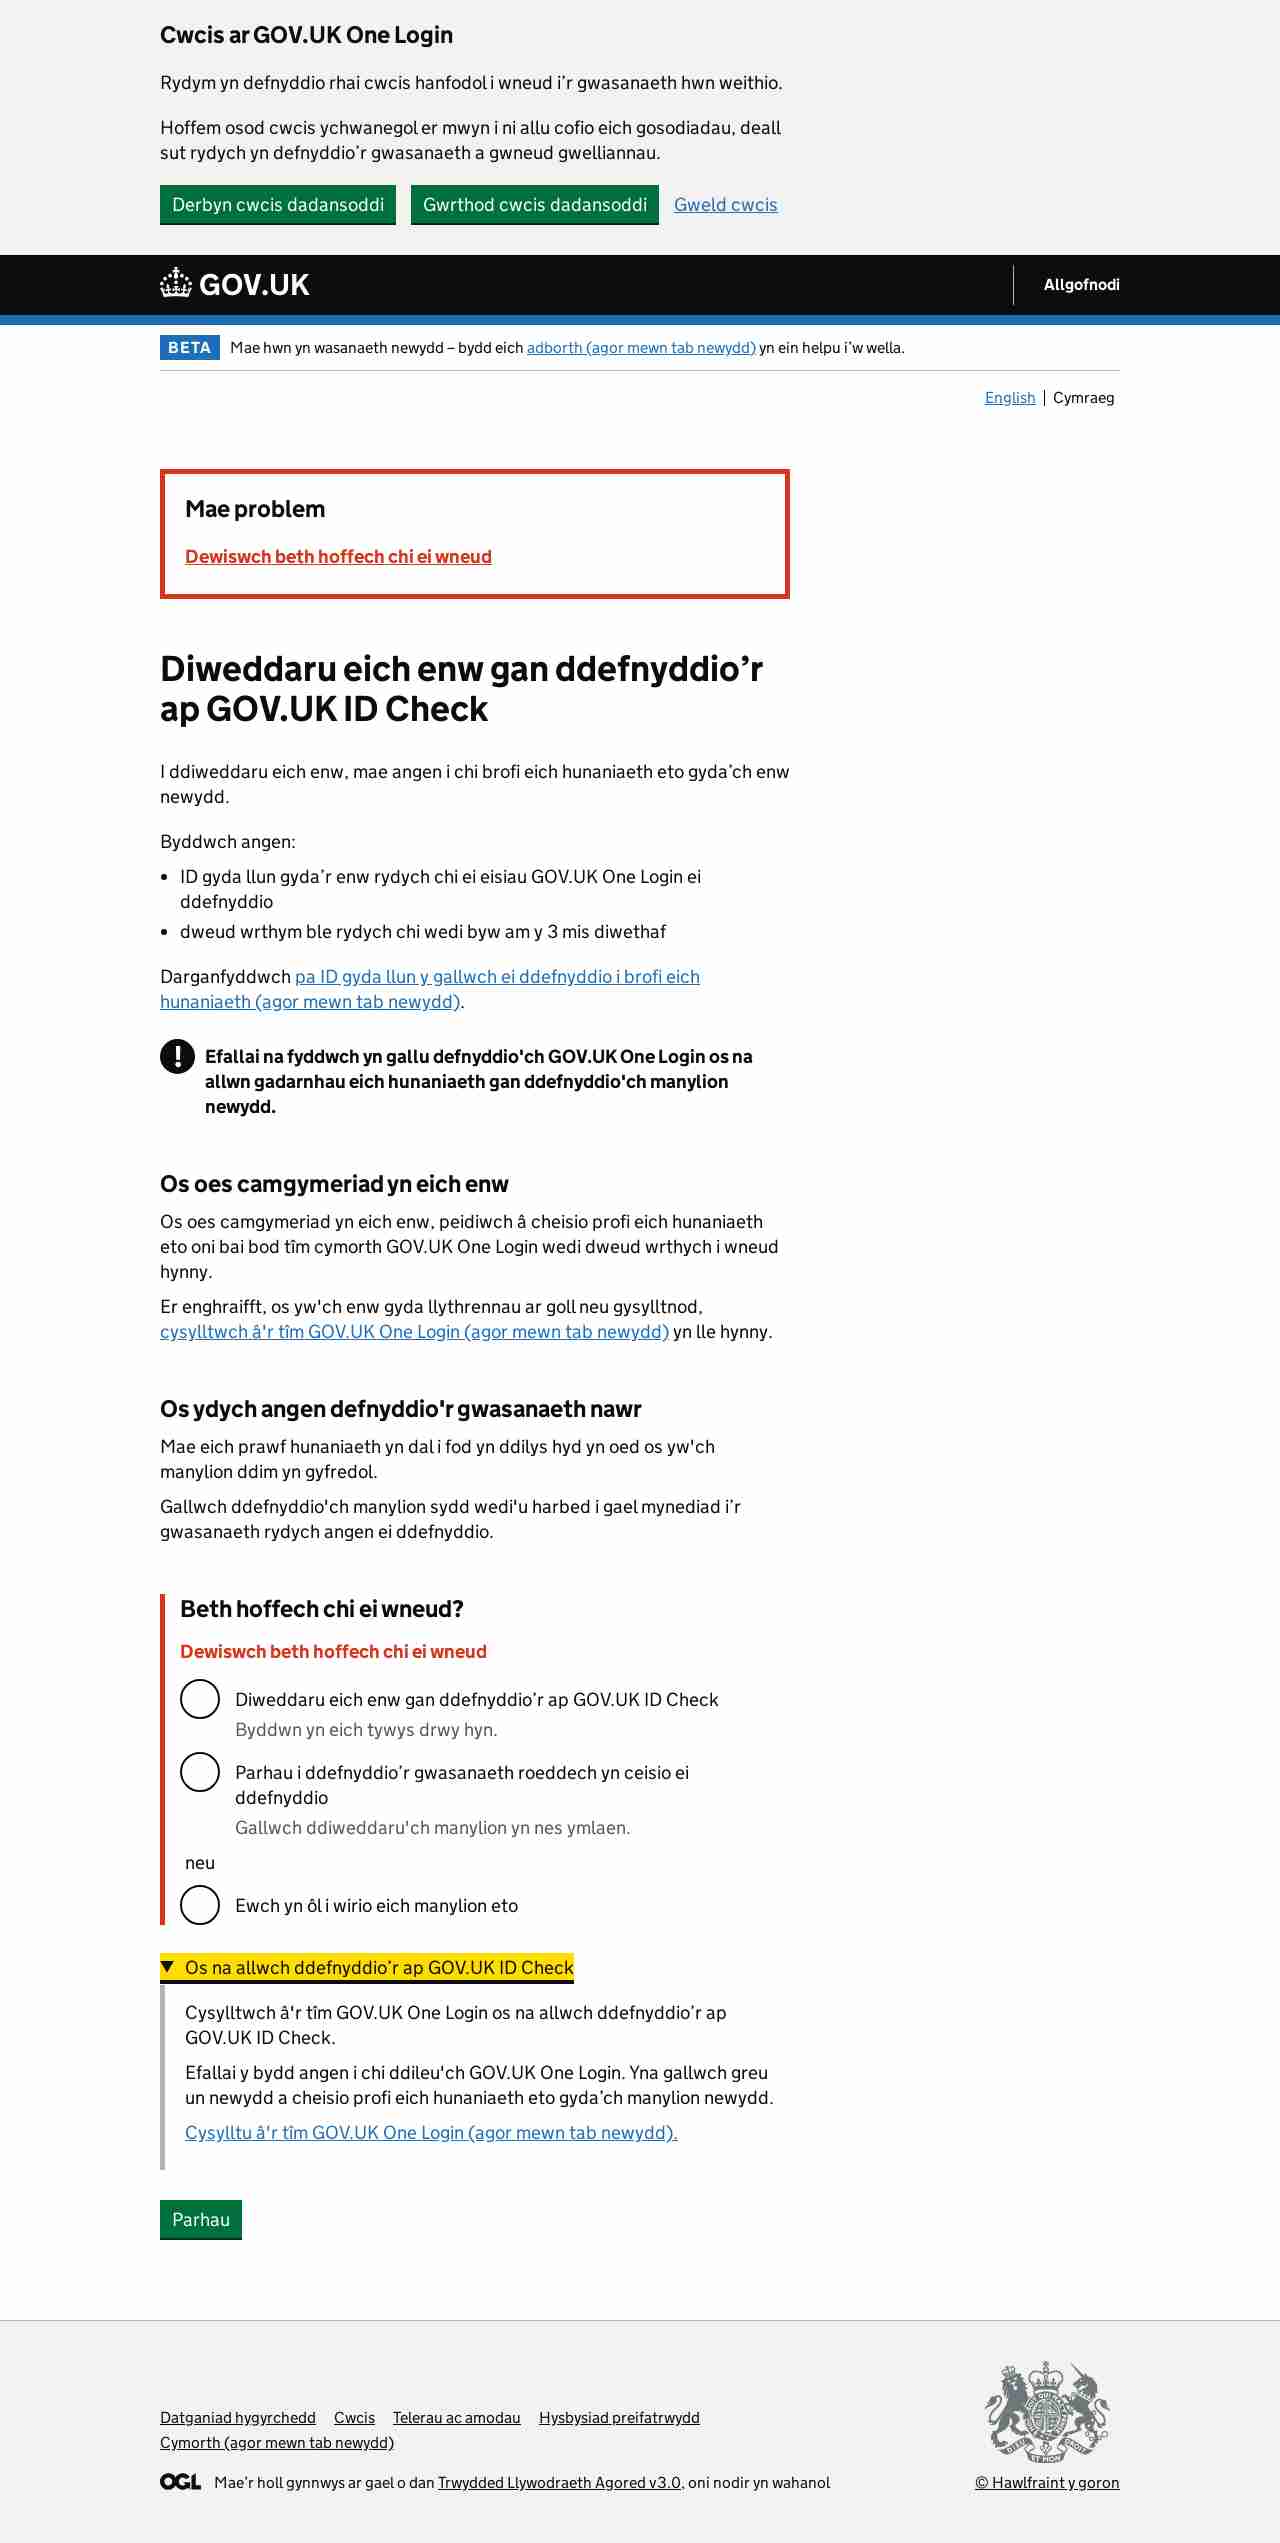 Cwcis ar GOV.UK One Login
Rydym yn defnyddio rhai cwcis hanfodol i wneud i’r gwasanaeth hwn weithio.
Hoffem osod cwcis ychwanegol er mwyn i ni allu cofio eich gosodiadau, deall
sut rydych yn defnyddio’r gwasanaeth a gwneud gwelliannau.
Derbyn cwcis dadansoddi Gwrthod cwcis dadansoddi Gweld cwcis
GOV.UK Allgofnodi
BETA Mae hwn yn wasanaeth newydd – bydd eich adborth (agor mewn tab newydd) yn ein helpu i’w wella.
English Cymraeg
Mae problem
Dewiswch beth hoffech chi ei wneud
Diweddaru eich enw gan ddefnyddio’r
ap GOV.UK ID Check
I ddiweddaru eich enw, mae angen i chi brofi eich hunaniaeth eto gyda’ch enw
newydd.
Byddwch angen:
• ID gyda llun gyda’r enw rydych chi ei eisiau GOV.UK One Login ei
ddefnyddio
• dweud wrthym ble rydych chi wedi byw am y 3 mis diwethaf
Darganfyddwch pa ID gyda llun y gallwch ei ddefnyddio i brofi eich
hunaniaeth (agor mewn tab newydd).
! Efallai na fyddwch yn gallu defnyddio'ch GOV.UK One Login os na
allwn gadarnhau eich hunaniaeth gan ddefnyddio'ch manylion
newydd.
Os oes camgymeriad yn eich enw
Os oes camgymeriad yn eich enw, peidiwch â cheisio profi eich hunaniaeth
eto oni bai bod tîm cymorth GOV.UK One Login wedi dweud wrthych i wneud
hynny.
Er enghraifft, os yw'ch enw gyda llythrennau ar goll neu gysylltnod,
cysylltwch â'r tîm GOV.UK One Login (agor mewn tab newydd) yn lle hynny.
Os ydych angen defnyddio'r gwasanaeth nawr
Mae eich prawf hunaniaeth yn dal i fod yn ddilys hyd yn oed os yw'ch
manylion ddim yn gyfredol.
Gallwch ddefnyddio'ch manylion sydd wedi'u harbed i gael mynediad i’r
gwasanaeth rydych angen ei ddefnyddio.
Beth hoffech chi ei wneud?
Dewiswch beth hoffech chi ei wneud
Diweddaru eich enw gan ddefnyddio’r ap GOV.UK ID Check
Byddwn yn eich tywys drwy hyn.
Parhau i ddefnyddio’r gwasanaeth roeddech yn ceisio ei
ddefnyddio
Gallwch ddiweddaru'ch manylion yn nes ymlaen.
neu
Ewch yn ôl i wirio eich manylion eto
Os na allwch ddefnyddio’r ap GOV.UK ID Check
Cysylltwch â'r tîm GOV.UK One Login os na allwch ddefnyddio’r ap
GOV.UK ID Check.
Efallai y bydd angen i chi ddileu'ch GOV.UK One Login. Yna gallwch greu
un newydd a cheisio profi eich hunaniaeth eto gyda’ch manylion newydd.
Cysylltu â'r tîm GOV.UK One Login (agor mewn tab newydd).
Parhau
Datganiad hygyrchedd Cwcis Telerau ac amodau Hysbysiad preifatrwydd
Cymorth (agor mewn tab newydd)
OGL Mae’r holl gynnwys ar gael o dan Trwydded Llywodraeth Agored v3.0, oni nodir yn wahanol
© Hawlfraint y goron